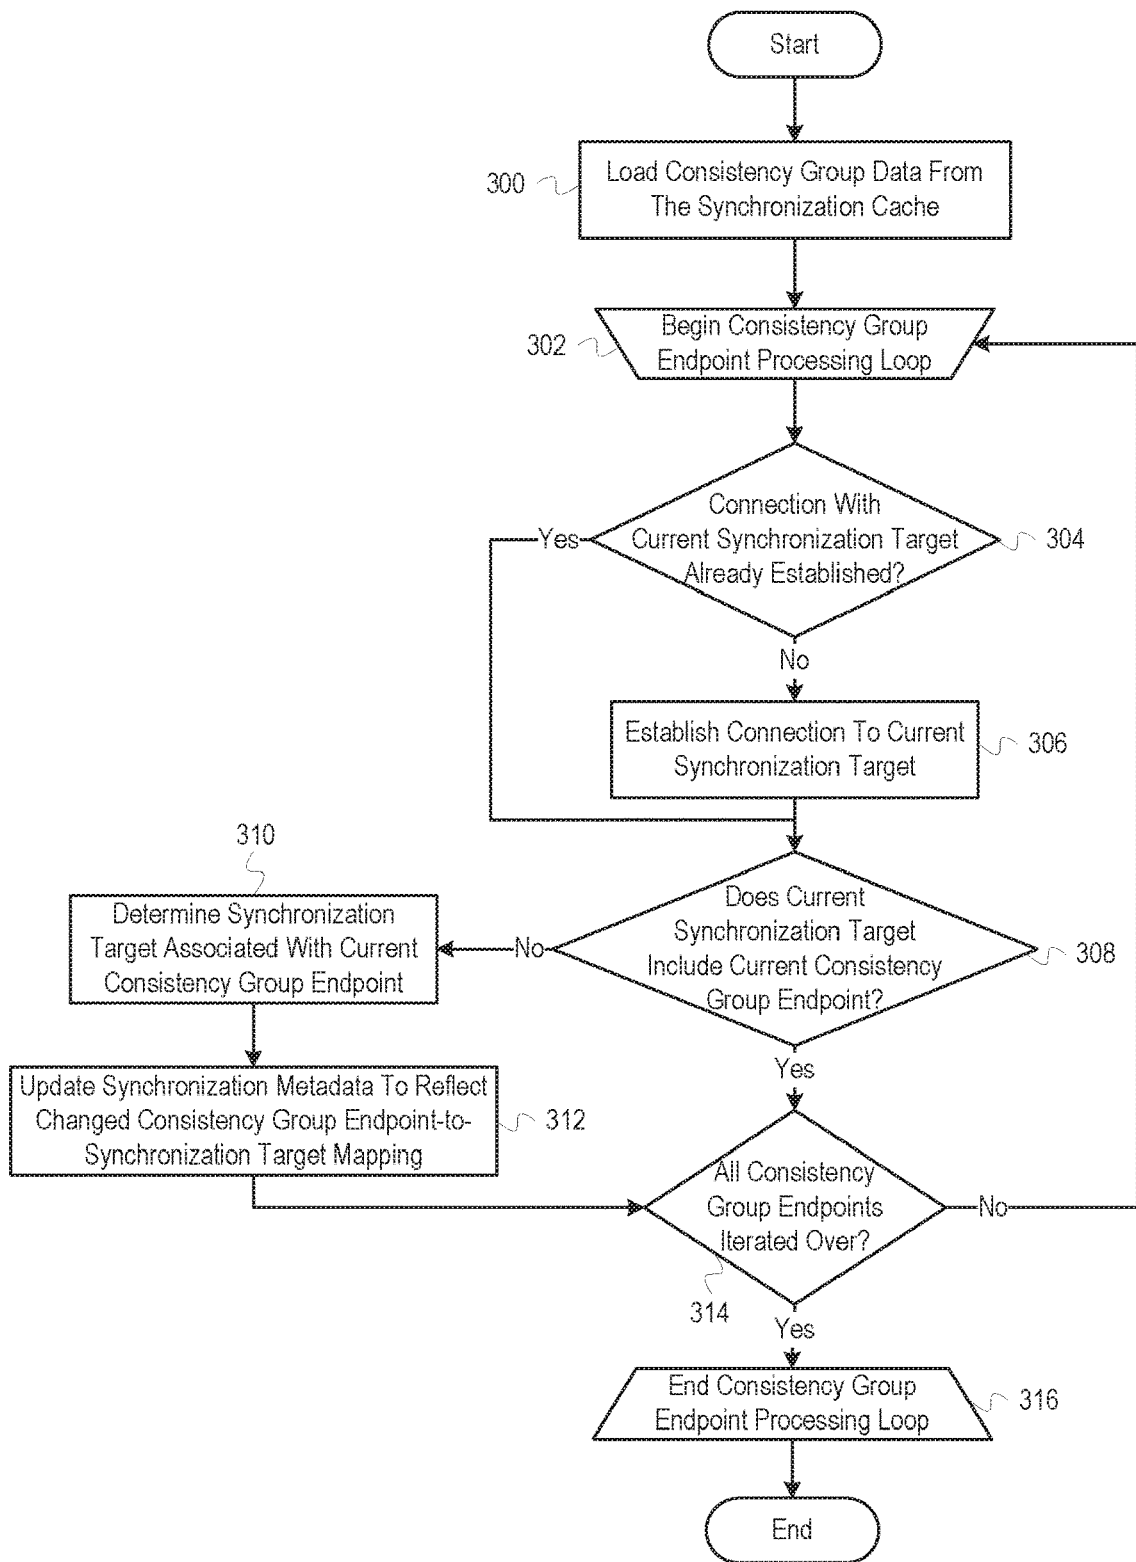 Start
300
Load Consistency Group Data From
The Synchronization Cache
302
Begin Consistency Group
Endpoint Processing Loop
Connection With
Current Synchronization Target
Already Established?
304
Yes
No
Establish Connection To Current
Synchronization Target
306
310
Determine Synchronization
Target Associated With Current
Consistency Group Endpoint
No
Does Current
Synchronization Target
Include Current Consistency
Group Endpoint?
308
Yes
Update Synchronization Metadata To Reflect
Changed Consistency Group Endpoint-to-
Synchronization Target Mapping
312
All Consistency
Group Endpoints
Iterated Over?
No
314
Yes
End Consistency Group
Endpoint Processing Loop
316
End